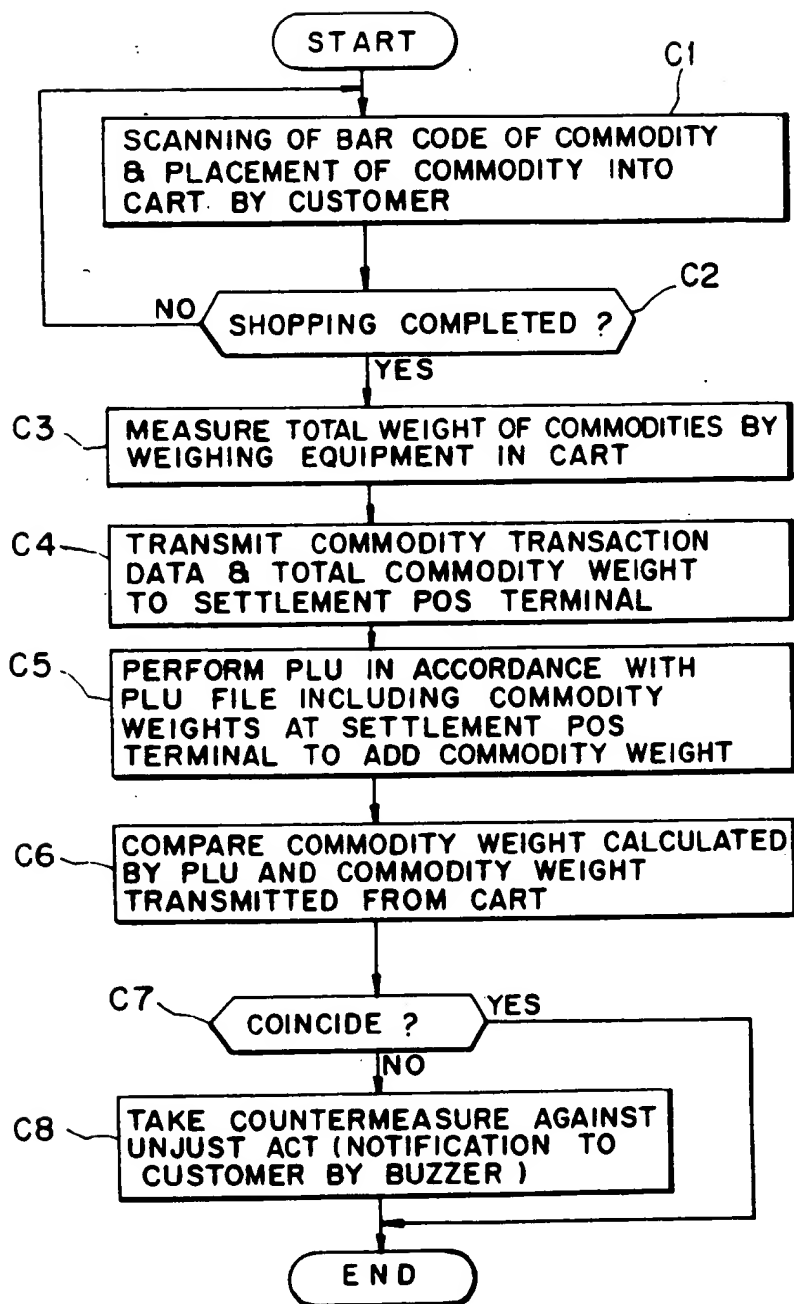 START
C1
SCANNING OF BAR CODE OF COMMODITY
& PLACEMENT OF COMMODITY INTO
CART BY CUSTOMER
C2
NO
SHOPPING COMPLETED ?
YES
C3
MEASURE TOTAL WEIGHT OF COMMODITIES BY
WEIGHING EQUIPMENT IN CART
C4
TRANSMIT COMMODITY TRANSACTION
DATA & TOTAL COMMODITY WEIGHT
TO SETTLEMENT POS TERMINAL
C5
PERFORM PLU IN ACCORDANCE WITH
PLU FILE INCLUDING COMMODITY
WEIGHTS AT SETTLEMENT POS
TERMINAL TO ADD COMMODITY WEIGHT
C6
COMPARE COMMODITY WEIGHT CALCULATED
BY PLU AND COMMODITY WEIGHT
TRANSMITTED FROM CART
C7
YES
COINCIDE ?
NO
C8
TAKE COUNTERMEASURE AGAINST
UNJUST ACT (NOTIFICATION TO
CUSTOMER BY BUZZER)
END